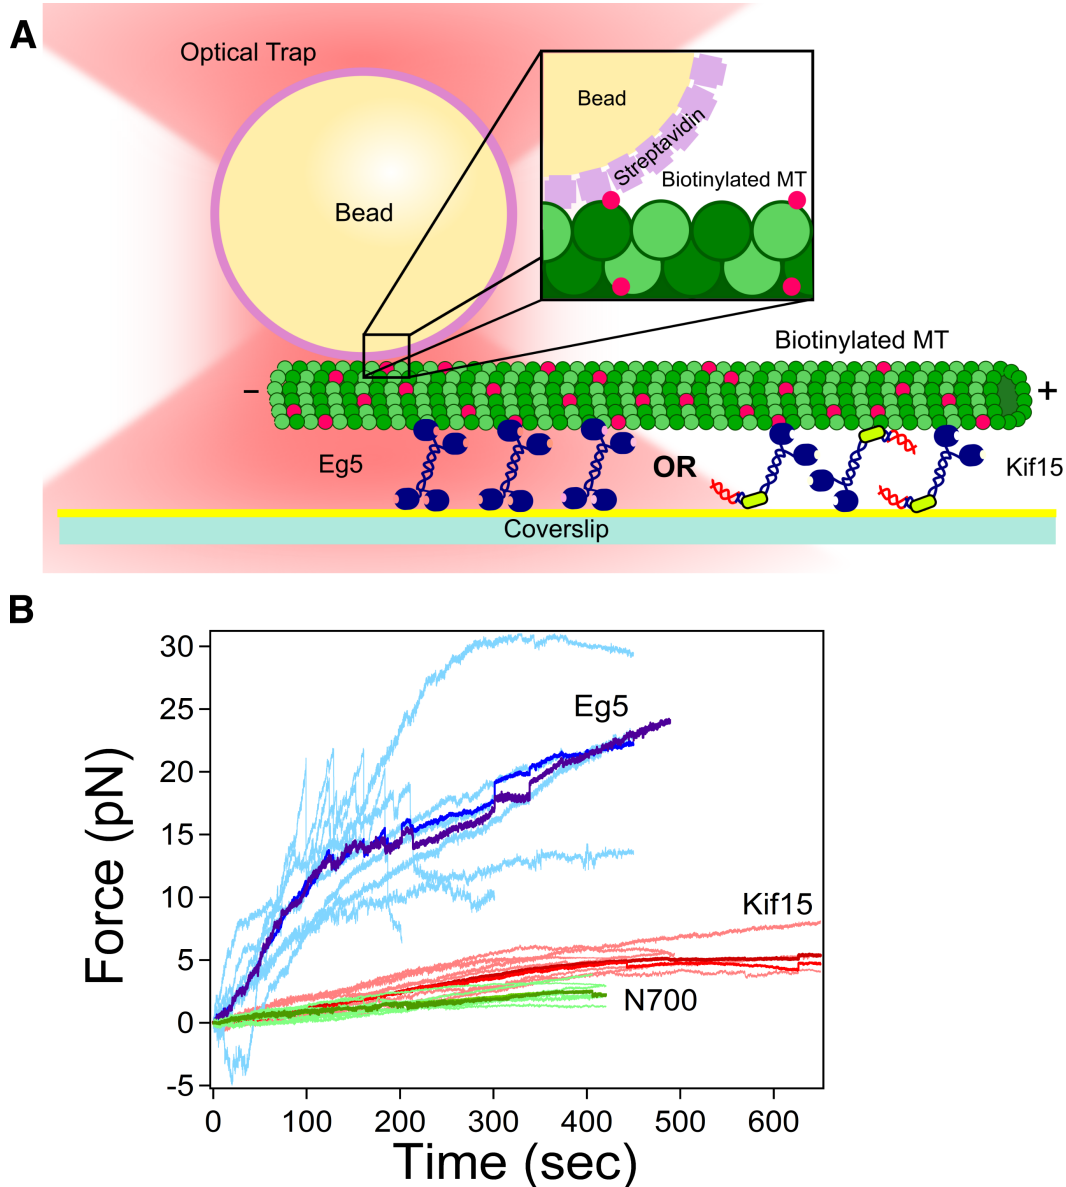 A
Optical Trap
Bead
Bead
Streptavidin
Biotinylated MT
Biotinylated MT
–
+
Eg5
OR
Kif15
Coverslip
B
Force (pN)
30
25
20
15
10
5
0
-5
Eg5
Kif15
N700
0 100 200 300 400 500 600
Time (sec)